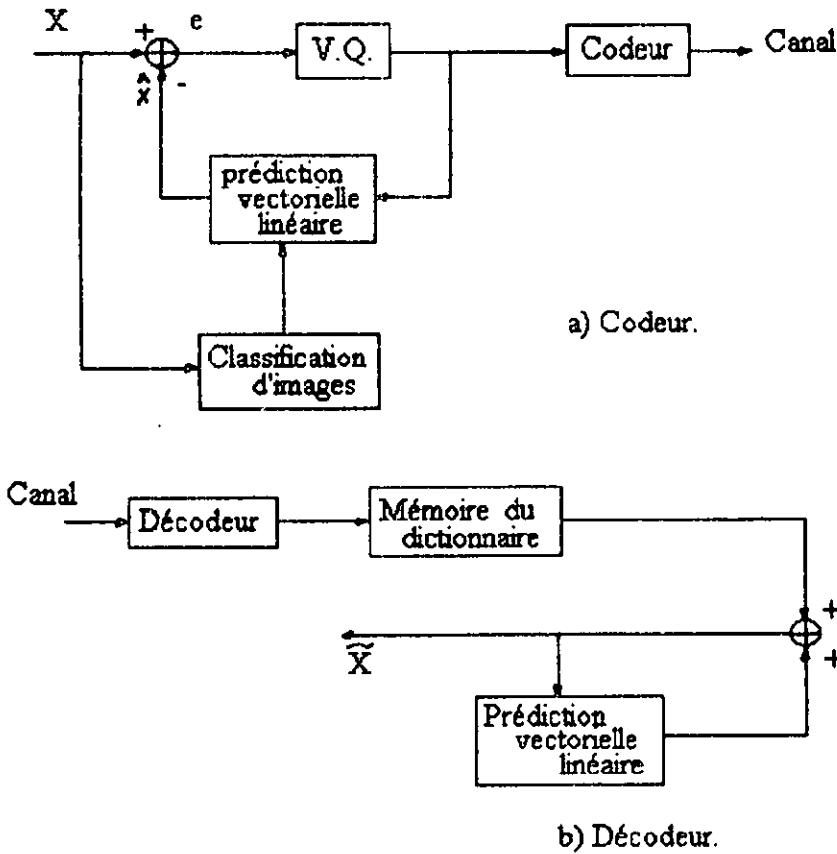 X
+
e
V.Q.
Codeur
Canal
X̂
-
prédiction
vectorielle
linéaire
a) Codeur.
Classification
d'images
Canal
Décodeur
Mémoire du
dictionnaire
+
X̃
+
Prédiction
vectorielle
linéaire
b) Décodeur.